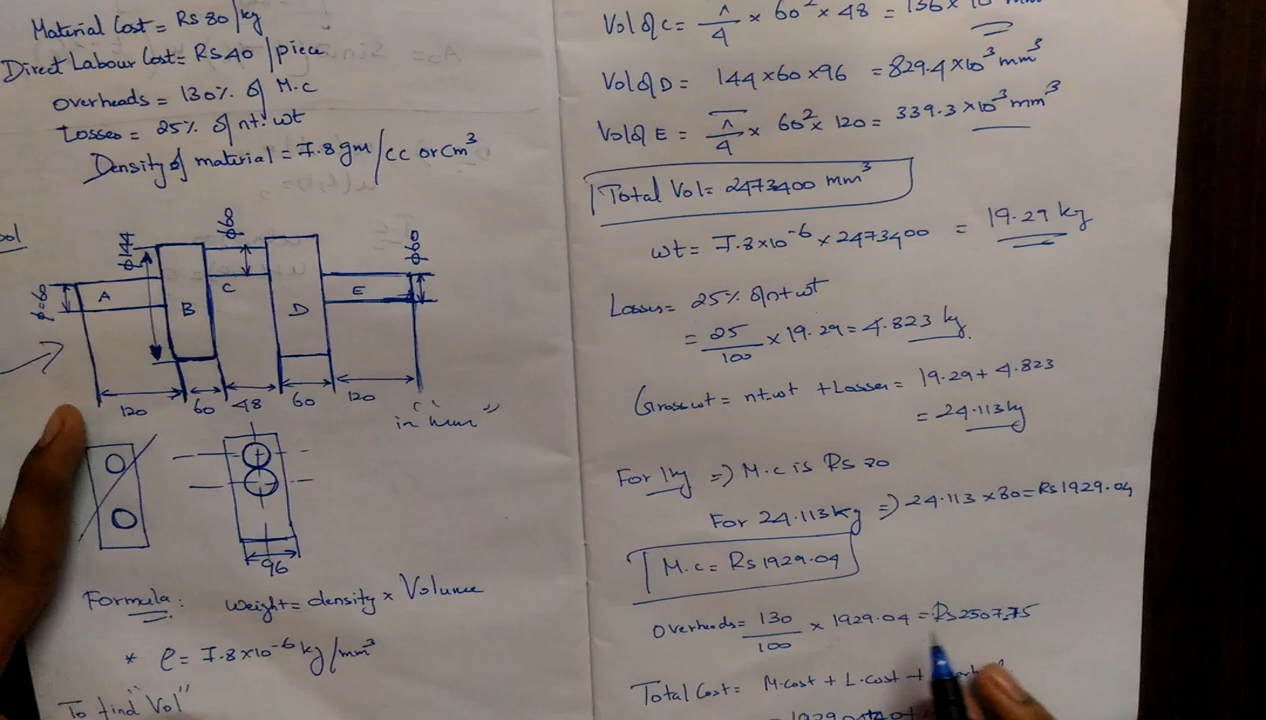 Material Cost = Rs 80/kg
Direct Labour Cost = Rs 40/piece
Overheads = 130% of M.C
Losses = 25% of nt. wt
Density of material = 7.8 gm/cc or cm³
φ144
φ60
φ60
φ=60
A
B
C
D
E
120
60
48
60
120
in
96
Formula: Weight = density × Volume
* ρ = 7.8×10⁻⁶ kg/mm³
To find "Vol"
Vol of C = π/4 × 60² × 48 =
Vol of D = 144×60×96 = 829.4×10³ mm³
Vol of E = π/4 × 60² × 120 = 339.3×10³ mm³
Total Vol = 2473400 mm³
wt = 7.8×10⁻⁶ × 2473400 = 19.29 kg
Losses = 25% of nt wt
= 25/100 × 19.29 = 4.823 kg.
Gross wt = nt.wt + Losses = 19.29 + 4.823
= 24.113 kg
For 1kg => M.C is Rs 80
For 24.113 kg => 24.113 × 80 = Rs 1929.04
M.C = Rs 1929.04
Overheads = 130/100 × 1929.04 = Rs 2507.75
Total Cost = M.cost + L.cost +